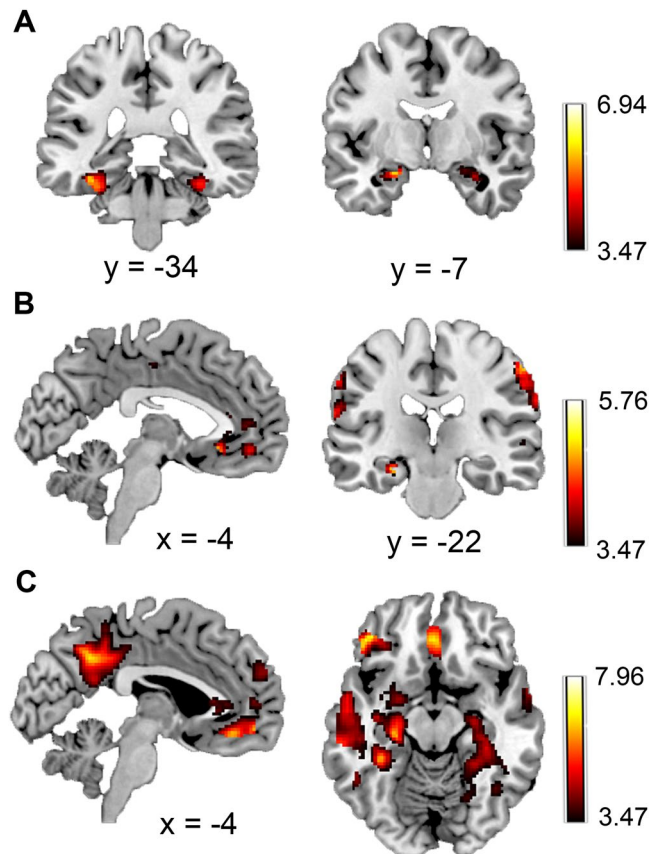 A
6.94
3.47
y = -34
y = -7
B
5.76
3.47
x = -4
y = -22
C
7.96
3.47
x = -4